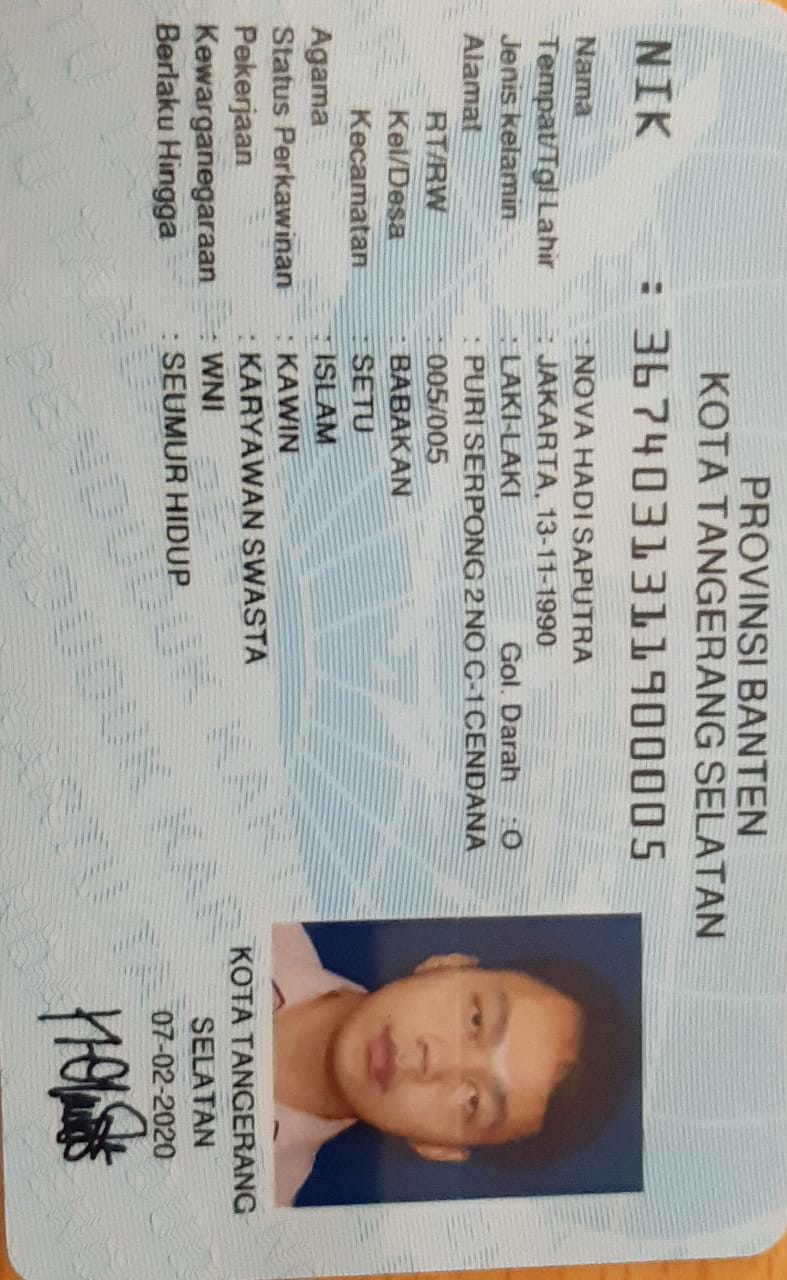 PROVINSI BANTEN
KOTA TANGERANG SELATAN
NIK : 3674031311900005
Nama : NOVA HADI SAPUTRA
Tempat/Tgl Lahir : JAKARTA, 13-11-1990
Jenis kelamin : LAKI-LAKI Gol. Darah : O
Alamat : PURI SERPONG 2 NO C-1 CENDANA
RT/RW : 005/005
Kel/Desa : BABAKAN
Kecamatan : SETU
Agama : ISLAM
Status Perkawinan : KAWIN
Pekerjaan : KARYAWAN SWASTA
Kewarganegaraan : WNI
Berlaku Hingga : SEUMUR HIDUP
KOTA TANGERANG
SELATAN
07-02-2020